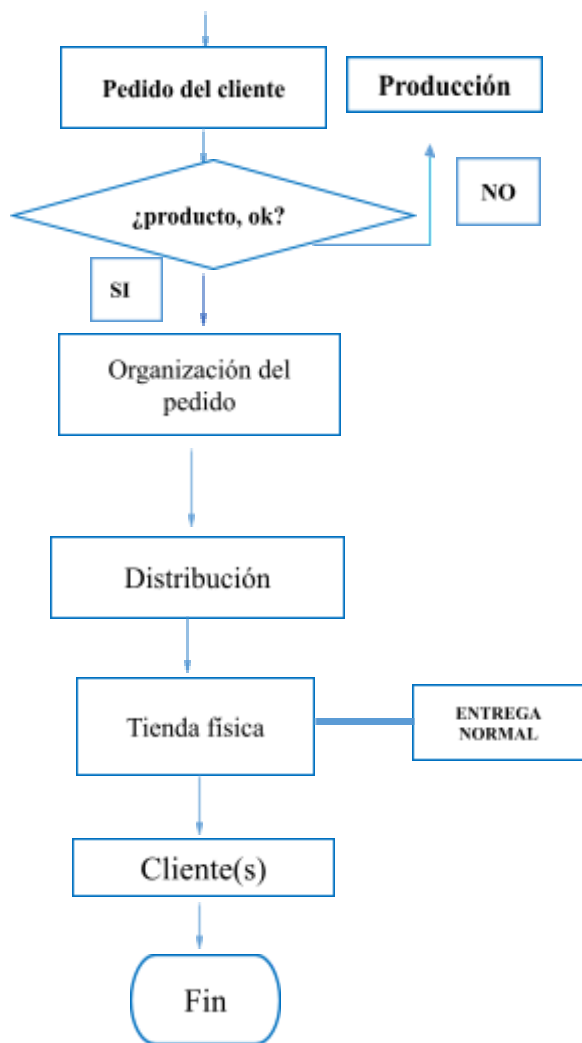 Pedido del cliente
Producción
¿producto, ok?
NO
SI
Organización del
pedido
Distribución
Tienda física
ENTREGA
NORMAL
Cliente(s)
Fin